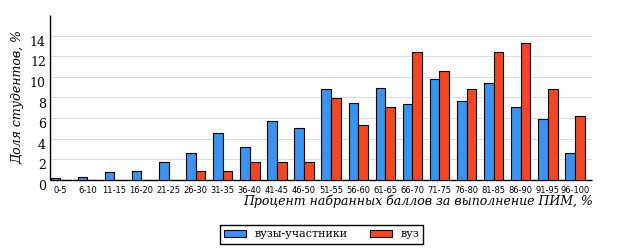 Доля студентов, %
14
12
10
8
6
4
2
0
0-5 6-10 11-15 16-20 21-25 26-30 31-35 36-40 41-45 46-50 51-55 56-60 61-65 66-70 71-75 76-80 81-85 86-90 91-95 96-100
Процент набранных баллов за выполнение ПИМ, %
вузы-участники вуз